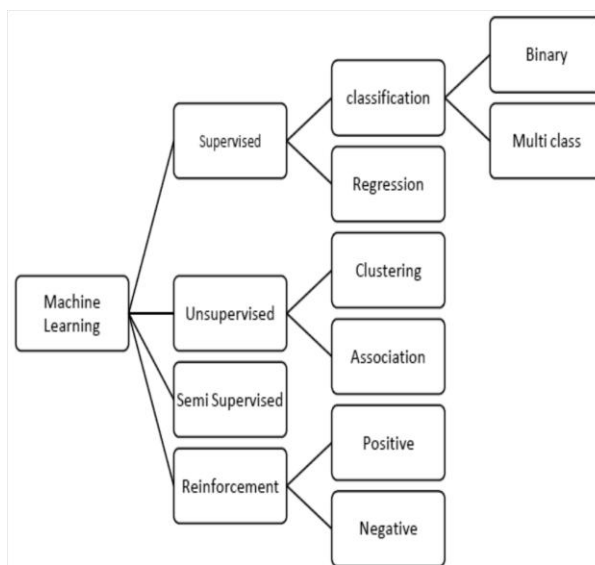 Binary
classification
Multi class
Supervised
Regression
Clustering
Machine
Learning
Unsupervised
Association
Semi Supervised
Positive
Reinforcement
Negative